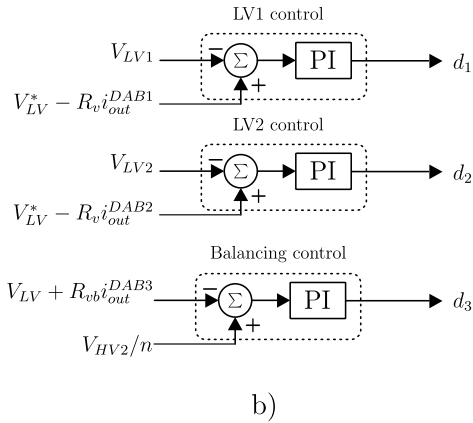 LV1 control
V_{LV1} − Σ PI d_1
+
V^*_{LV} − R_v i^{DAB1}_{out}
LV2 control
V_{LV2} − Σ PI d_2
+
V^*_{LV} − R_v i^{DAB2}_{out}
Balancing control
V_{LV} + R_{vb} i^{DAB3}_{out} − Σ PI d_3
+
V_{HV2}/n
b)